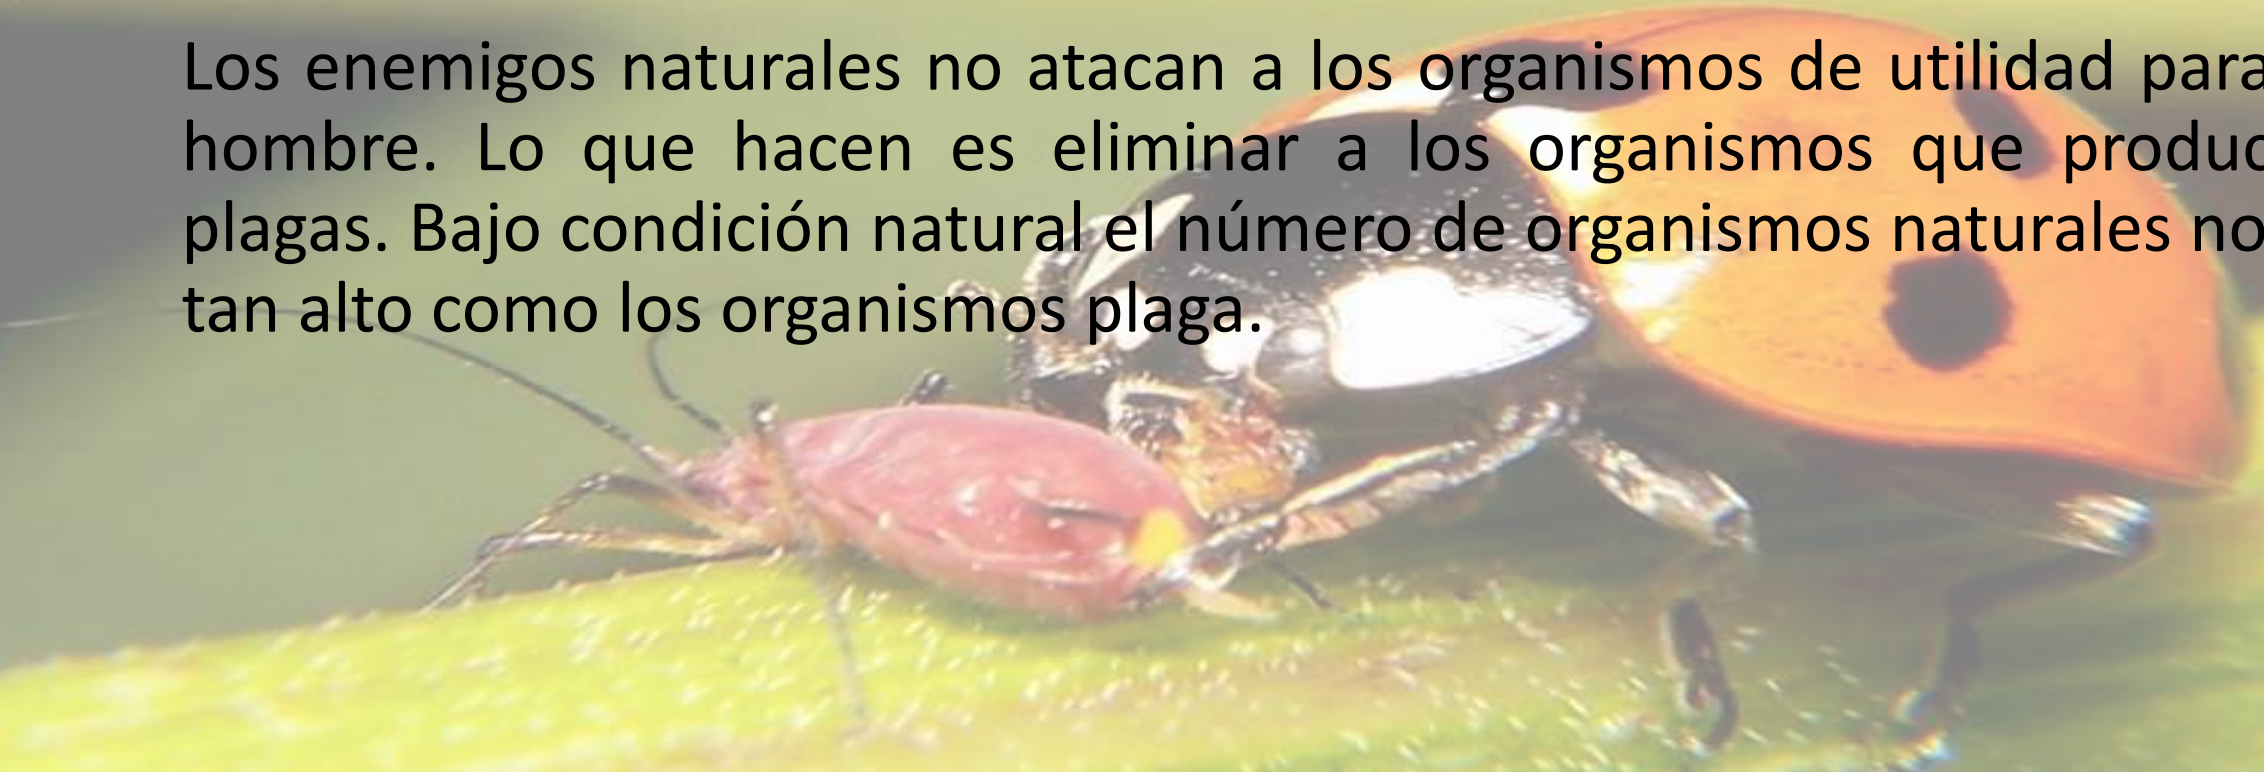 Los enemigos naturales no atacan a los organismos de utilidad para
hombre. Lo que hacen es eliminar a los organismos que produc
plagas. Bajo condición natural el número de organismos naturales no
tan alto como los organismos plaga.